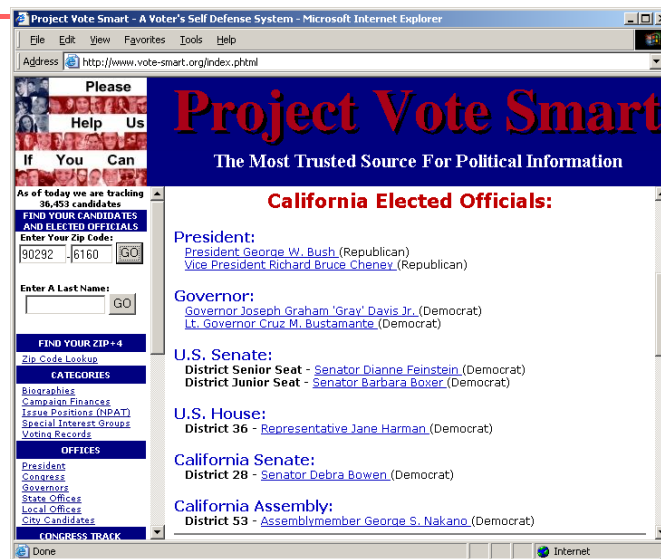 Project Vote Smart - A Voter's Self Defense System - Microsoft Internet Explorer
File Edit View Favorites Tools Help
Address http://www.vote-smart.org/index.phtml
Please
Help Us
If You Can
Project Vote Smart
The Most Trusted Source For Political Information
As of today we are tracking
36,453 candidates
FIND YOUR CANDIDATES
AND ELECTED OFFICIALS
Enter Your Zip Code:
90292 - 6160 GO
Enter A Last Name:
GO
FIND YOUR ZIP+4
Zip Code Lookup
CATEGORIES
Biographies
Campaign Finances
Issue Positions (NPAT)
Special Interest Groups
Voting Records
OFFICES
President
Congress
Governors
State Offices
Local Offices
City Candidates
CONGRESS TRACK
California Elected Officials:
President:
President George W. Bush (Republican)
Vice President Richard Bruce Cheney (Republican)
Governor:
Governor Joseph Graham 'Gray' Davis Jr. (Democrat)
Lt. Governor Cruz M. Bustamante (Democrat)
U.S. Senate:
District Senior Seat - Senator Dianne Feinstein (Democrat)
District Junior Seat - Senator Barbara Boxer (Democrat)
U.S. House:
District 36 - Representative Jane Harman (Democrat)
California Senate:
District 28 - Senator Debra Bowen (Democrat)
California Assembly:
District 53 - Assemblymember George S. Nakano (Democrat)
Done Internet